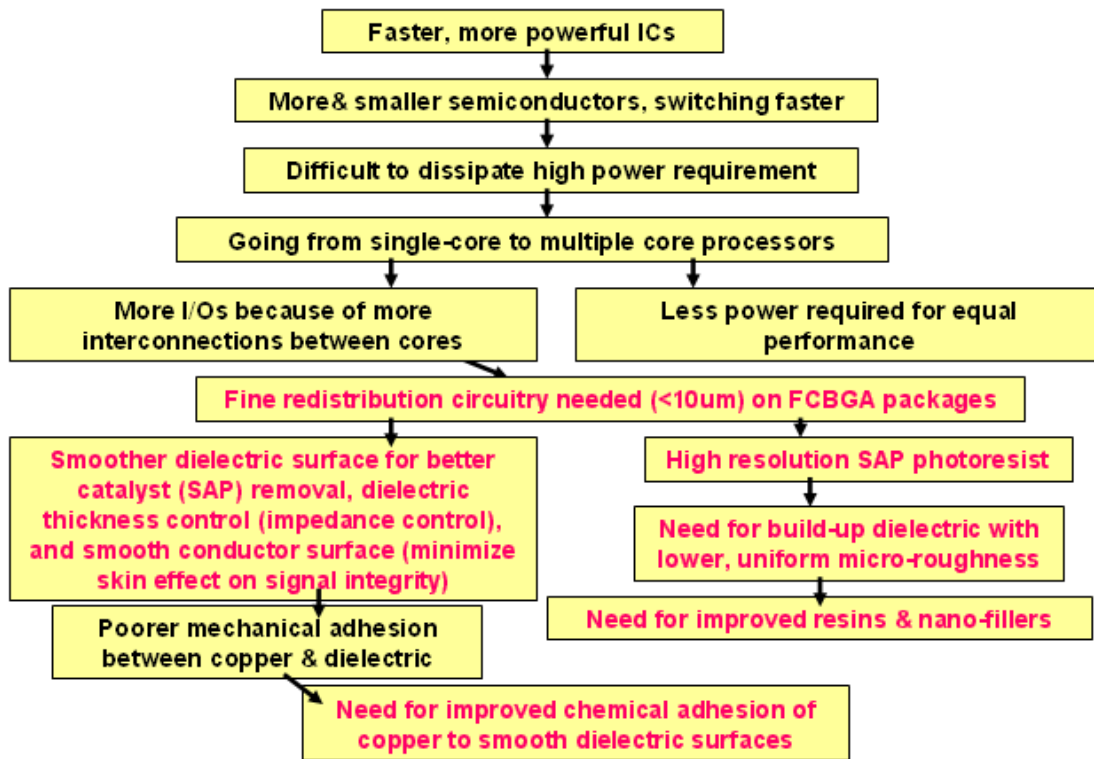 Faster, more powerful ICs
More& smaller semiconductors, switching faster
Difficult to dissipate high power requirement
Going from single-core to multiple core processors
More I/Os because of more
interconnections between cores
Less power required for equal
performance
Fine redistribution circuitry needed (<10um) on FCBGA packages
Smoother dielectric surface for better
catalyst (SAP) removal, dielectric
thickness control (impedance control),
and smooth conductor surface (minimize
skin effect on signal integrity)
High resolution SAP photoresist
Need for build-up dielectric with
lower, uniform micro-roughness
Need for improved resins & nano-fillers
Poorer mechanical adhesion
between copper & dielectric
Need for improved chemical adhesion of
copper to smooth dielectric surfaces